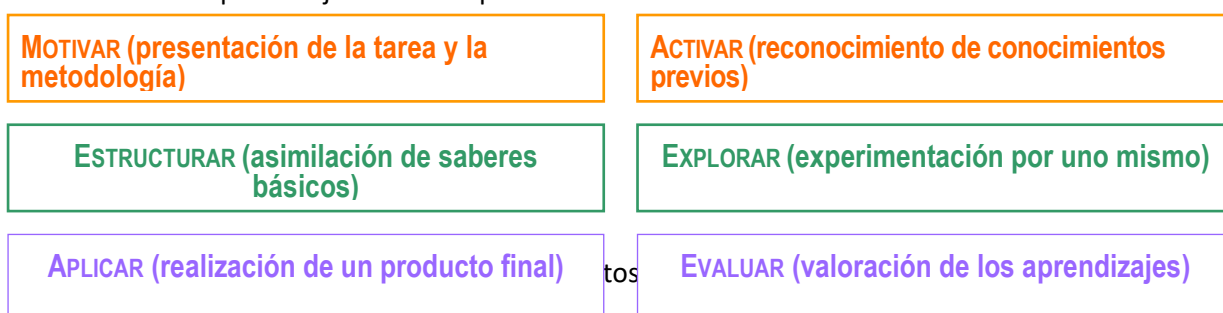 MOTIVAR (presentación de la tarea y la
metodología)
ACTIVAR (reconocimiento de conocimientos
previos)
ESTRUCTURAR (asimilación de saberes
básicos)
EXPLORAR (experimentación por uno mismo)
APLICAR (realización de un producto final)
tos
EVALUAR (valoración de los aprendizajes)